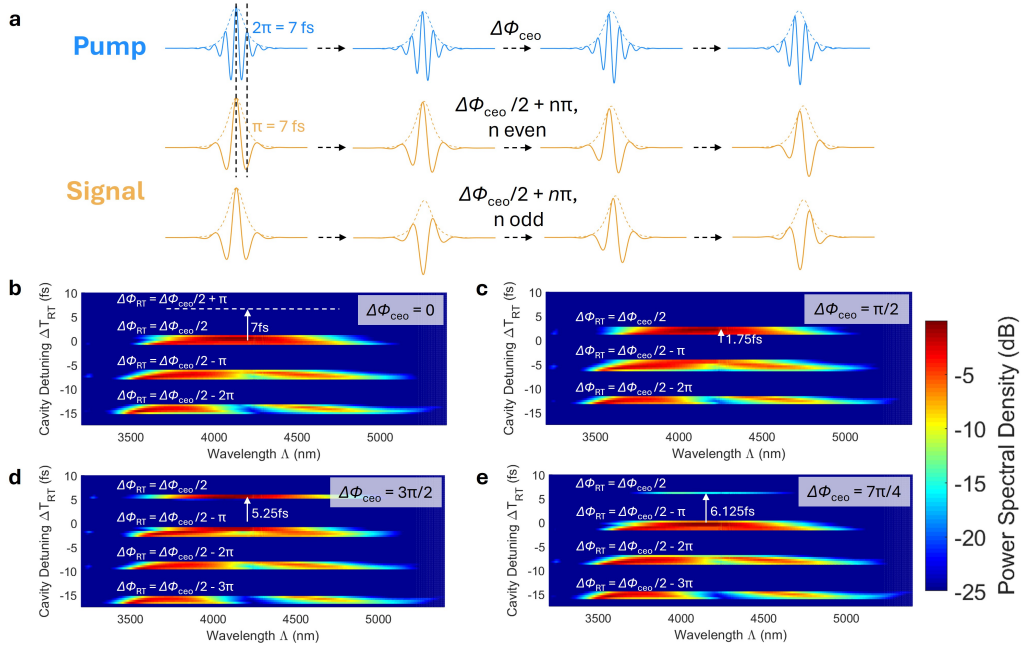 a
Pump
2π = 7 fs
ΔΦceo
π = 7 fs
ΔΦceo /2 + nπ,
n even
Signal
ΔΦceo/2 + nπ,
n odd
b
Cavity Detuning ΔTRT (fs)
10
5
0
-5
-10
-15
ΔΦRT = ΔΦceo/2 + π
ΔΦceo = 0
7fs
ΔΦRT = ΔΦceo/2
ΔΦRT = ΔΦceo/2 - π
ΔΦRT = ΔΦceo/2 - 2π
3500 4000 4500 5000
Wavelength Λ (nm)
c
Cavity Detuning ΔTRT (fs)
10
5
0
-5
-10
-15
ΔΦceo = π/2
ΔΦRT = ΔΦceo/2
1.75fs
ΔΦRT = ΔΦceo/2 - π
ΔΦRT = ΔΦceo/2 - 2π
3500 4000 4500 5000
Wavelength Λ (nm)
d
Cavity Detuning ΔTRT (fs)
10
5
0
-5
-10
-15
ΔΦRT = ΔΦceo/2
ΔΦceo = 3π/2
5.25fs
ΔΦRT = ΔΦceo/2 - π
ΔΦRT = ΔΦceo/2 - 2π
ΔΦRT = ΔΦceo/2 - 3π
3500 4000 4500 5000
Wavelength Λ (nm)
e
Cavity Detuning ΔTRT (fs)
10
5
0
-5
-10
-15
ΔΦRT = ΔΦceo/2
ΔΦceo = 7π/4
6.125fs
ΔΦRT = ΔΦceo/2 - π
ΔΦRT = ΔΦceo/2 - 2π
ΔΦRT = ΔΦceo/2 - 3π
3500 4000 4500 5000
Wavelength Λ (nm)
-5
-10
-15
-20
-25
Power Spectral Density (dB)